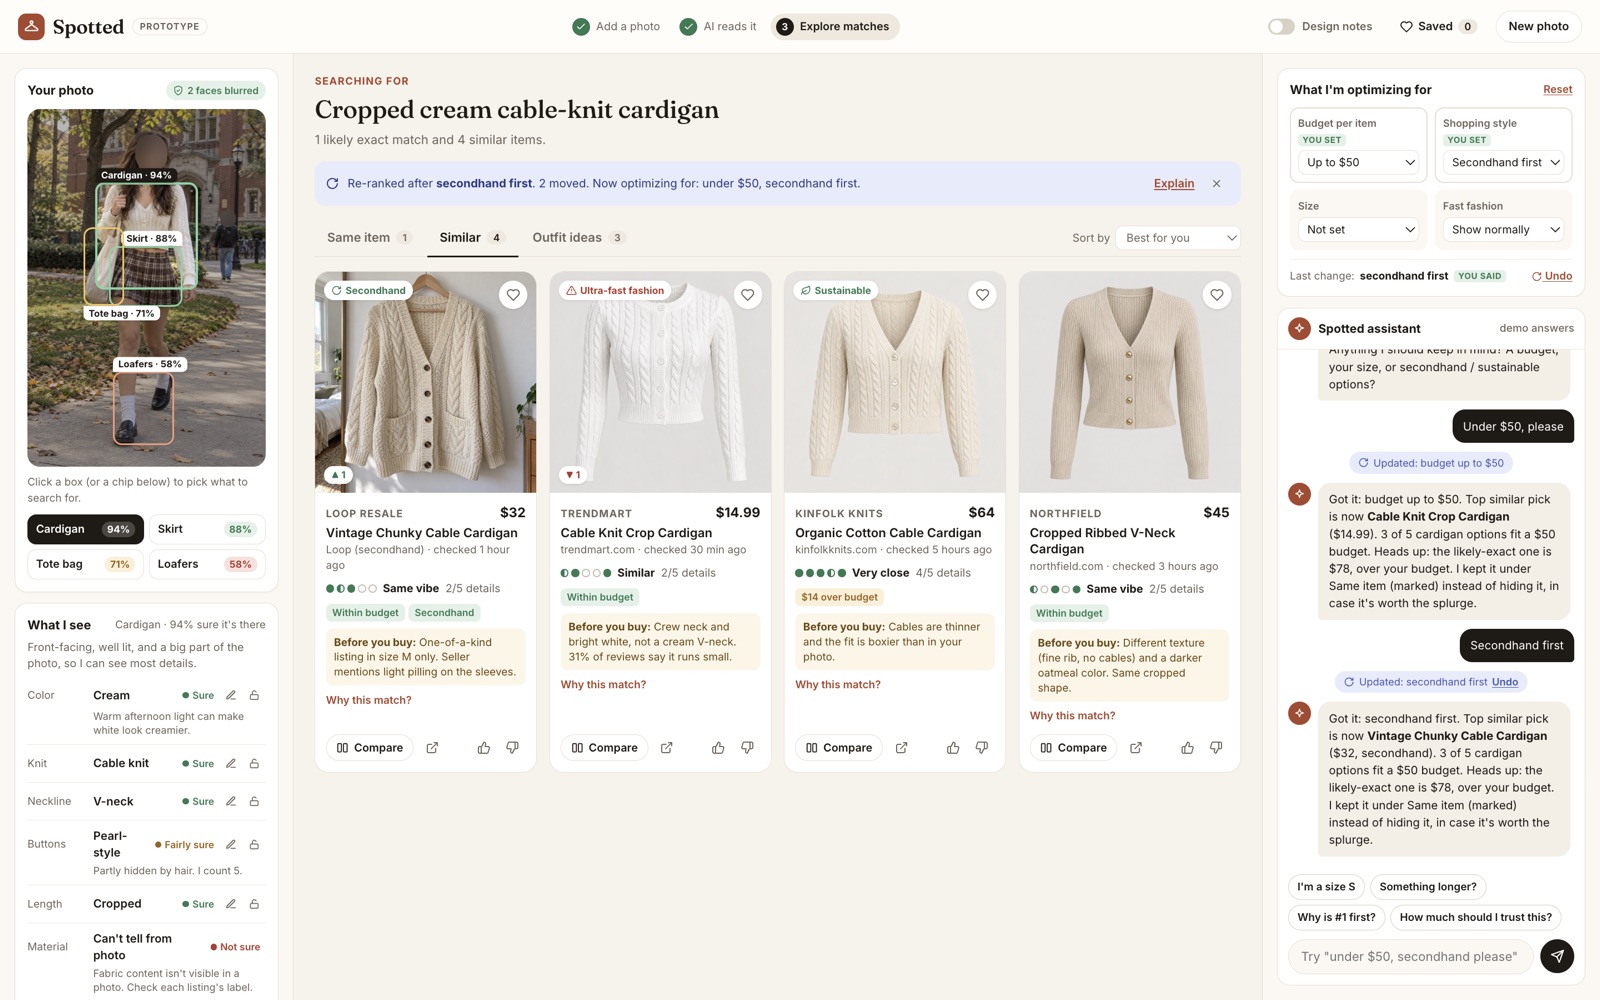 Spotted PROTOTYPE
Add a photo
AI reads it
3 Explore matches
Design notes
Saved 0
New photo
Your photo
2 faces blurred
Cardigan · 94%
Skirt · 88%
Tote bag · 71%
Loafers · 58%
Click a box (or a chip below) to pick what to
search for.
Cardigan 94%
Skirt 88%
Tote bag 71%
Loafers 58%
What I see
Cardigan · 94% sure it's there
Front-facing, well lit, and a big part of the
photo, so I can see most details.
Color Cream Sure
Warm afternoon light can make
white look creamier.
Knit Cable knit Sure
Neckline V-neck Sure
Buttons Pearl-
style Fairly sure
Partly hidden by hair. I count 5.
Length Cropped Sure
Material Can't tell from
photo Not sure
Fabric content isn't visible in a
photo. Check each listing's label.
SEARCHING FOR
Cropped cream cable-knit cardigan
1 likely exact match and 4 similar items.
Re-ranked after secondhand first. 2 moved. Now optimizing for: under $50, secondhand first.
Explain
Same item 1
Similar 4
Outfit ideas 3
Sort by Best for you
Secondhand
1
LOOP RESALE $32
Vintage Chunky Cable Cardigan
Loop (secondhand) · checked 1 hour
ago
Same vibe 2/5 details
Within budget Secondhand
Before you buy: One-of-a-kind
listing in size M only. Seller
mentions light pilling on the sleeves.
Why this match?
Compare
Ultra-fast fashion
1
TRENDMART $14.99
Cable Knit Crop Cardigan
trendmart.com · checked 30 min ago
Similar 2/5 details
Within budget
Before you buy: Crew neck and
bright white, not a cream V-neck.
31% of reviews say it runs small.
Why this match?
Compare
Sustainable
KINFOLK KNITS $64
Organic Cotton Cable Cardigan
kinfolkknits.com · checked 5 hours ago
Very close 4/5 details
$14 over budget
Before you buy: Cables are thinner
and the fit is boxier than in your
photo.
Why this match?
Compare
NORTHFIELD $45
Cropped Ribbed V-Neck
Cardigan
northfield.com · checked 3 hours ago
Same vibe 2/5 details
Within budget
Before you buy: Different texture
(fine rib, no cables) and a darker
oatmeal color. Same cropped
shape.
Why this match?
Compare
What I'm optimizing for
Reset
Budget per item
YOU SET
Up to $50
Shopping style
YOU SET
Secondhand first
Size
Not set
Fast fashion
Show normally
Last change: secondhand first YOU SAID Undo
Spotted assistant
demo answers
Anything I should keep in mind? A budget,
your size, or secondhand / sustainable
options?
Under $50, please
Updated: budget up to $50
Got it: budget up to $50. Top similar pick
is now Cable Knit Crop Cardigan
($14.99). 3 of 5 cardigan options fit a $50
budget. Heads up: the likely-exact one is
$78, over your budget. I kept it under
Same item (marked) instead of hiding it, in
case it's worth the splurge.
Secondhand first
Updated: secondhand first Undo
Got it: secondhand first. Top similar pick
is now Vintage Chunky Cable Cardigan
($32, secondhand). 3 of 5 cardigan
options fit a $50 budget. Heads up: the
likely-exact one is $78, over your budget.
I kept it under Same item (marked)
instead of hiding it, in case it's worth the
splurge.
I'm a size S
Something longer?
Why is #1 first?
How much should I trust this?
Try "under $50, secondhand please"